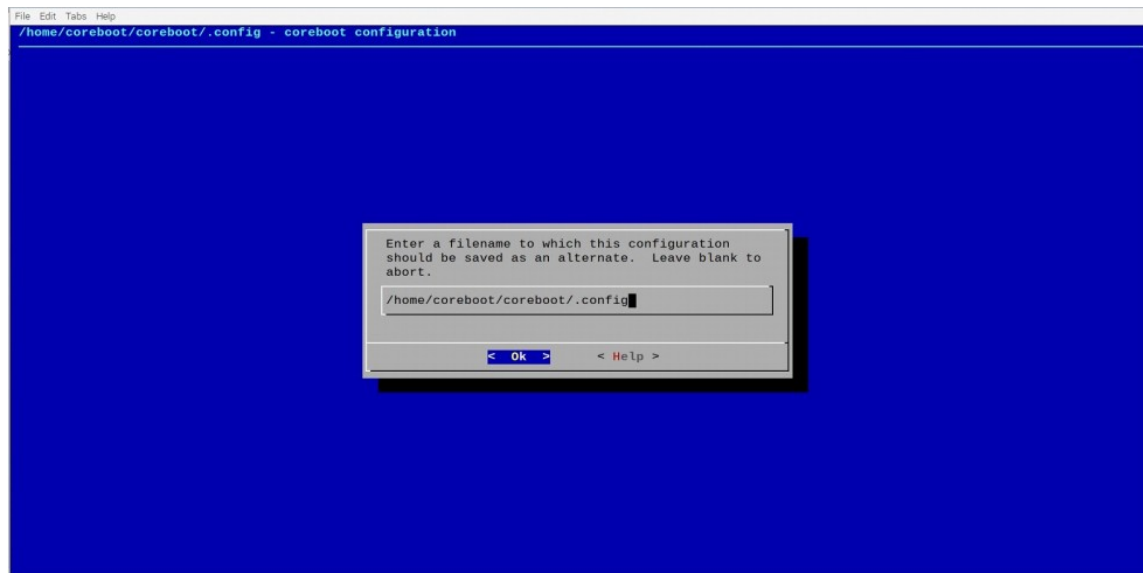 File Edit Tabs Help
/home/coreboot/coreboot/.config - coreboot configuration
Enter a filename to which this configuration
should be saved as an alternate.  Leave blank to
abort.
/home/coreboot/coreboot/.config
<  Ok  >      < Help >